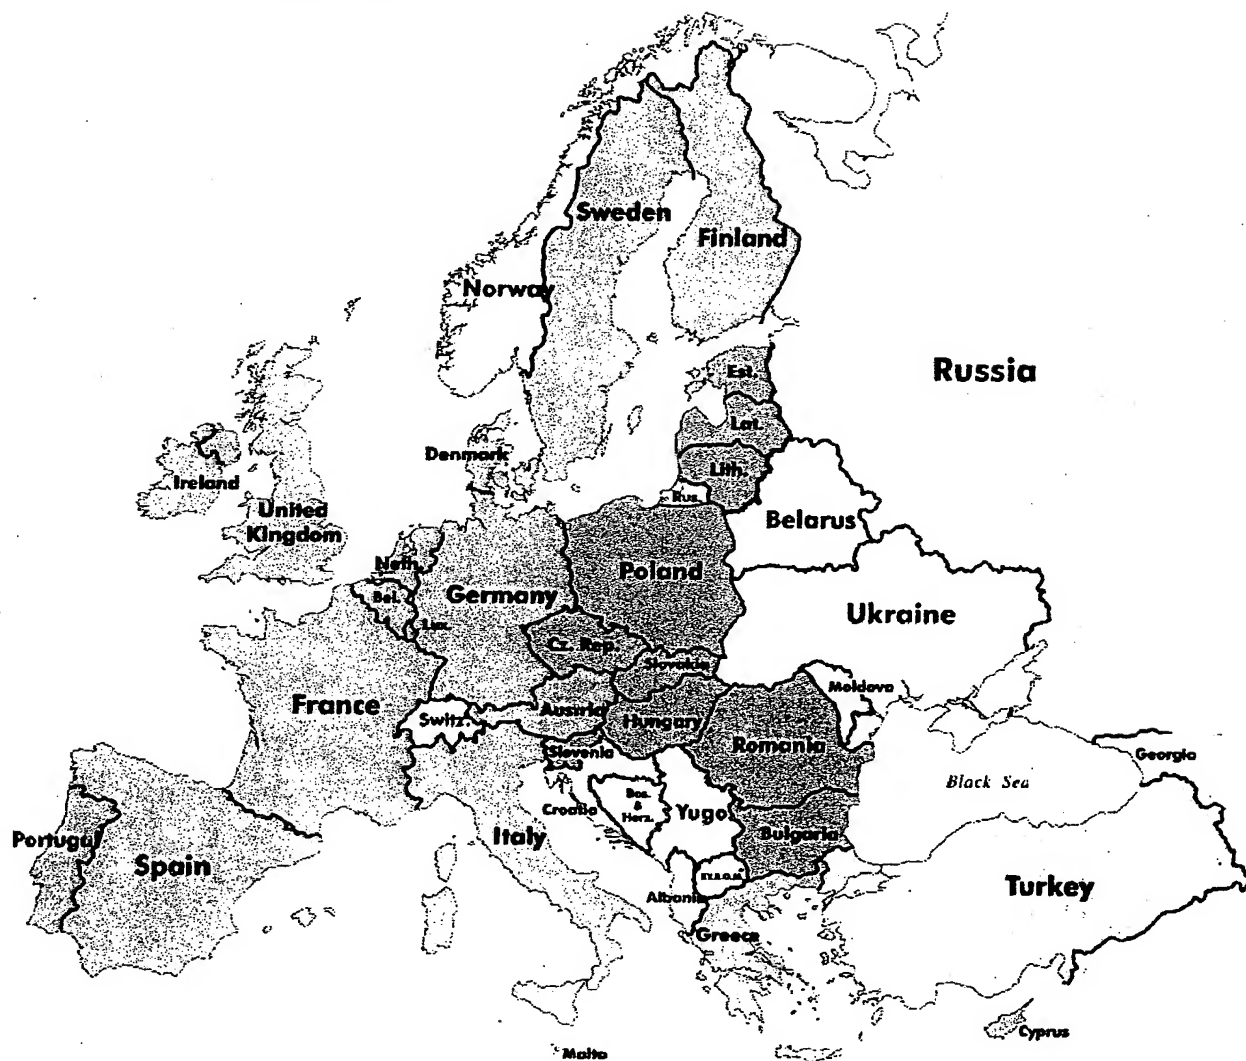 Sweden
Finland
Norway
Russia
Est.
Lat.
Denmark
Lith.
Ireland
Rus.
United
Kingdom
Belarus
Neth.
Poland
Bel.
Germany
Ukraine
Lux.
Cz. Rep.
Slovakia
Moldova
France
Austria
Switz.
Hungary
Romania
Slovenia
Georgia
Black Sea
Bos.
&
Herz.
Croatia
Yugo
Portugal
Italy
Bulgaria
Spain
F.Y.R.O.M.
Turkey
Albania
Greece
Cyprus
Malta